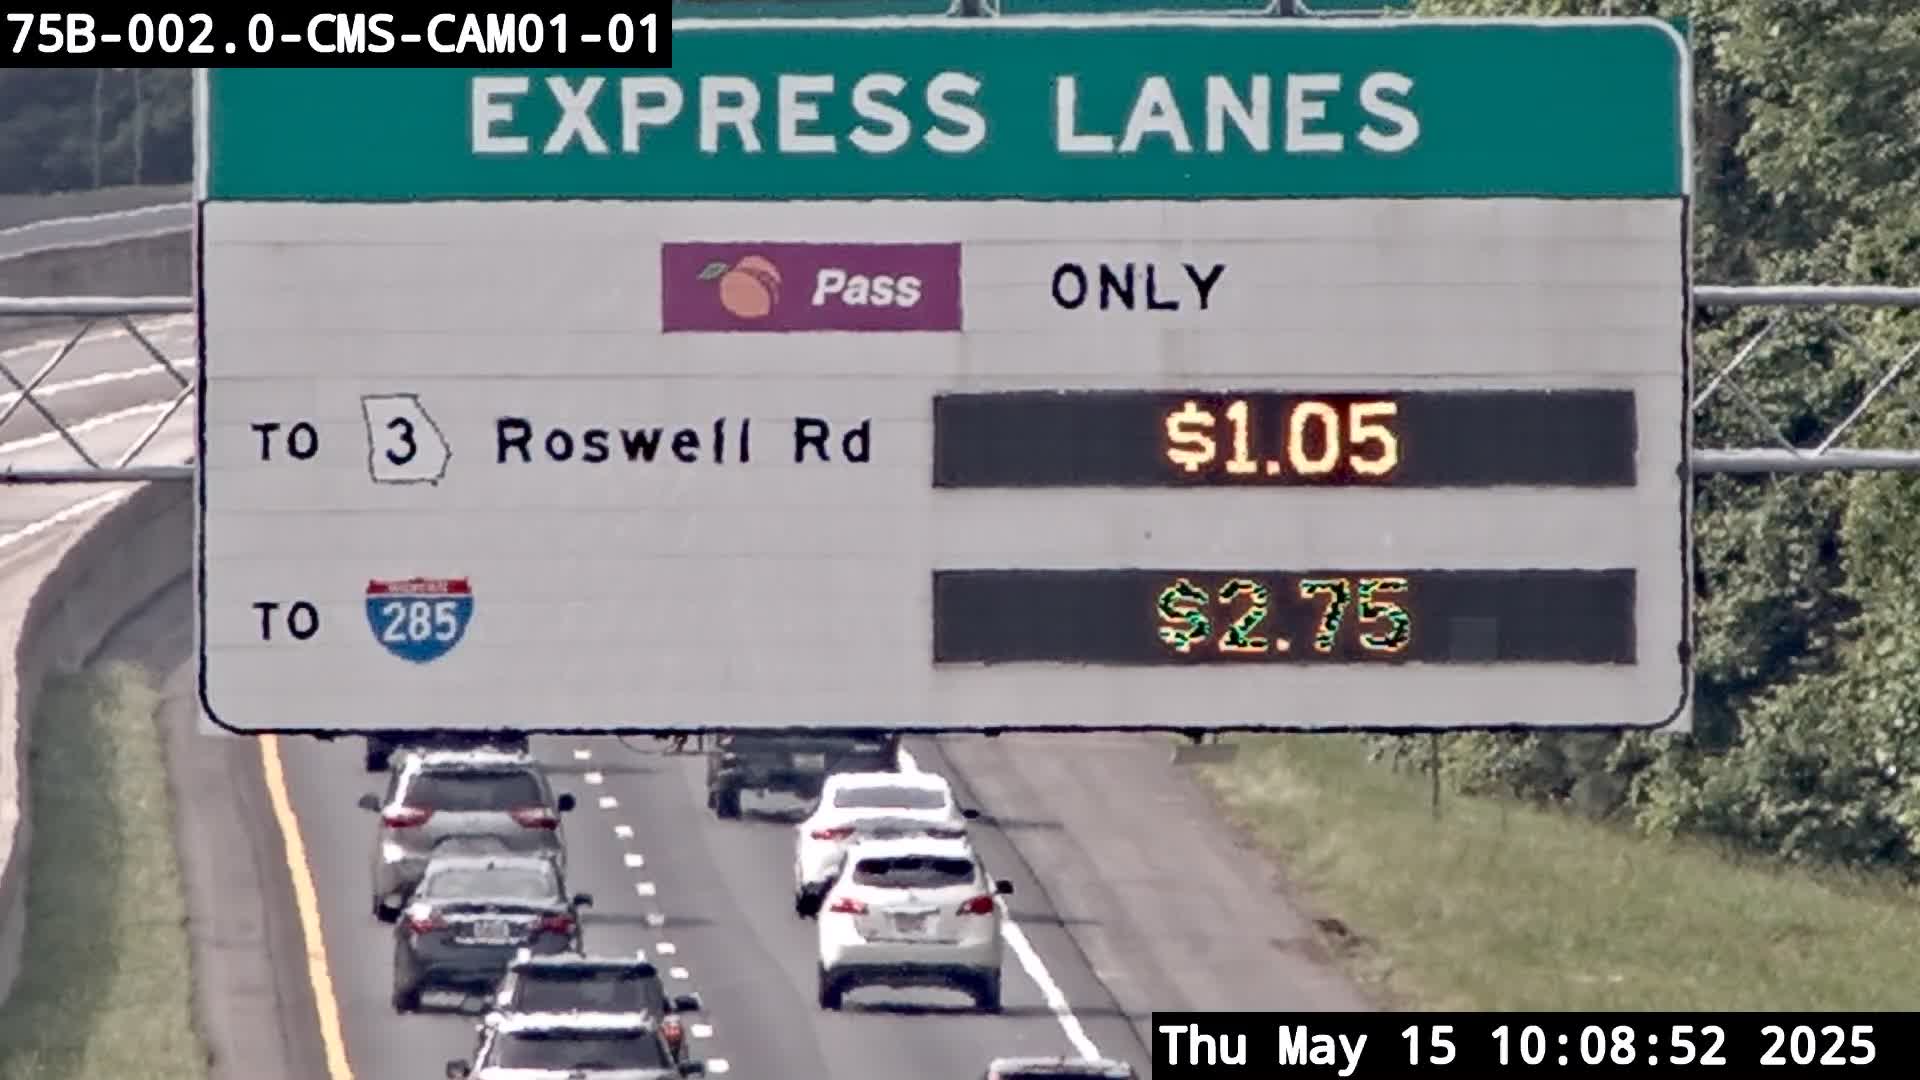 75B-002.0-CMS-CAM01-01
EXPRESS LANES
Pass ONLY
TO 3 Roswell Rd $1.05
TO 285 $2.75
Thu May 15 10:08:52 2025